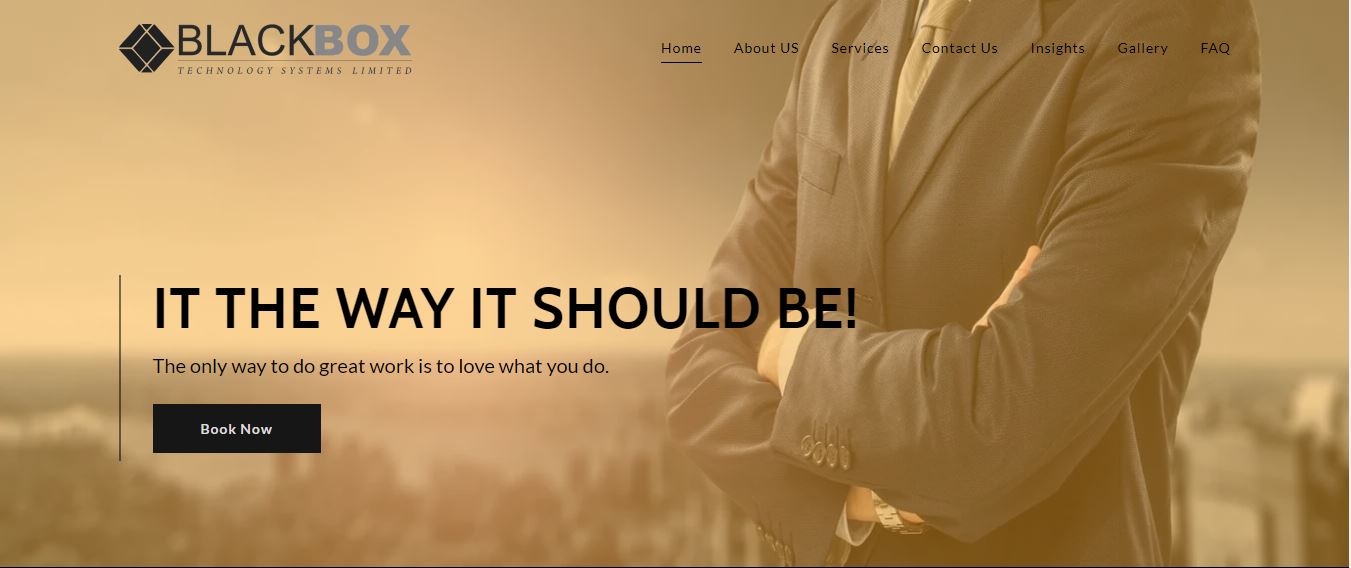 BLACKBOX
TECHNOLOGY SYSTEMS LIMITED
Home About US Services Contact Us Insights Gallery FAQ
IT THE WAY IT SHOULD BE!
The only way to do great work is to love what you do.
Book Now